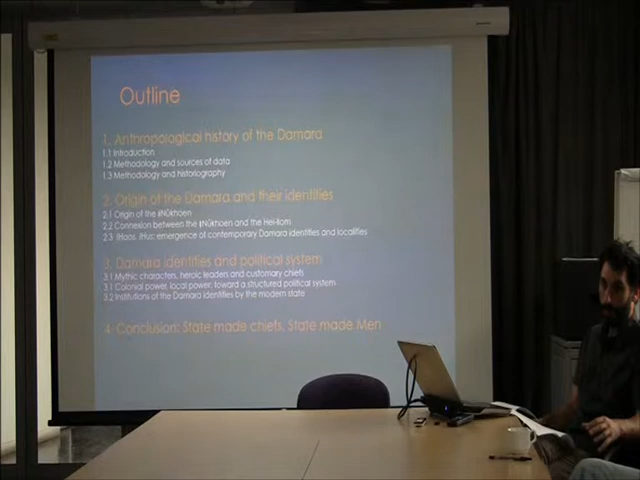 Outline
1. Anthropological history of the Damara
1.1 Introduction
1.2 Methodology and sources of data
1.3 Methodology and historiography
2. Origin of the Damara and their identities
2.1 Origin of the ǂNūkhoen
2.2 Connexion between the ǂNūkhoen and the Hei-ǁom
2.3 emergence of contemporary Damara identities and localities
3. Damara identities and political system
3.1 Mythic characters, heroic leaders and customary chiefs
3.1 Colonial power, local power: toward a structured political system
3.2 Institutions of the Damara identities by the modern state
4. Conclusion: State made chiefs, State made Men